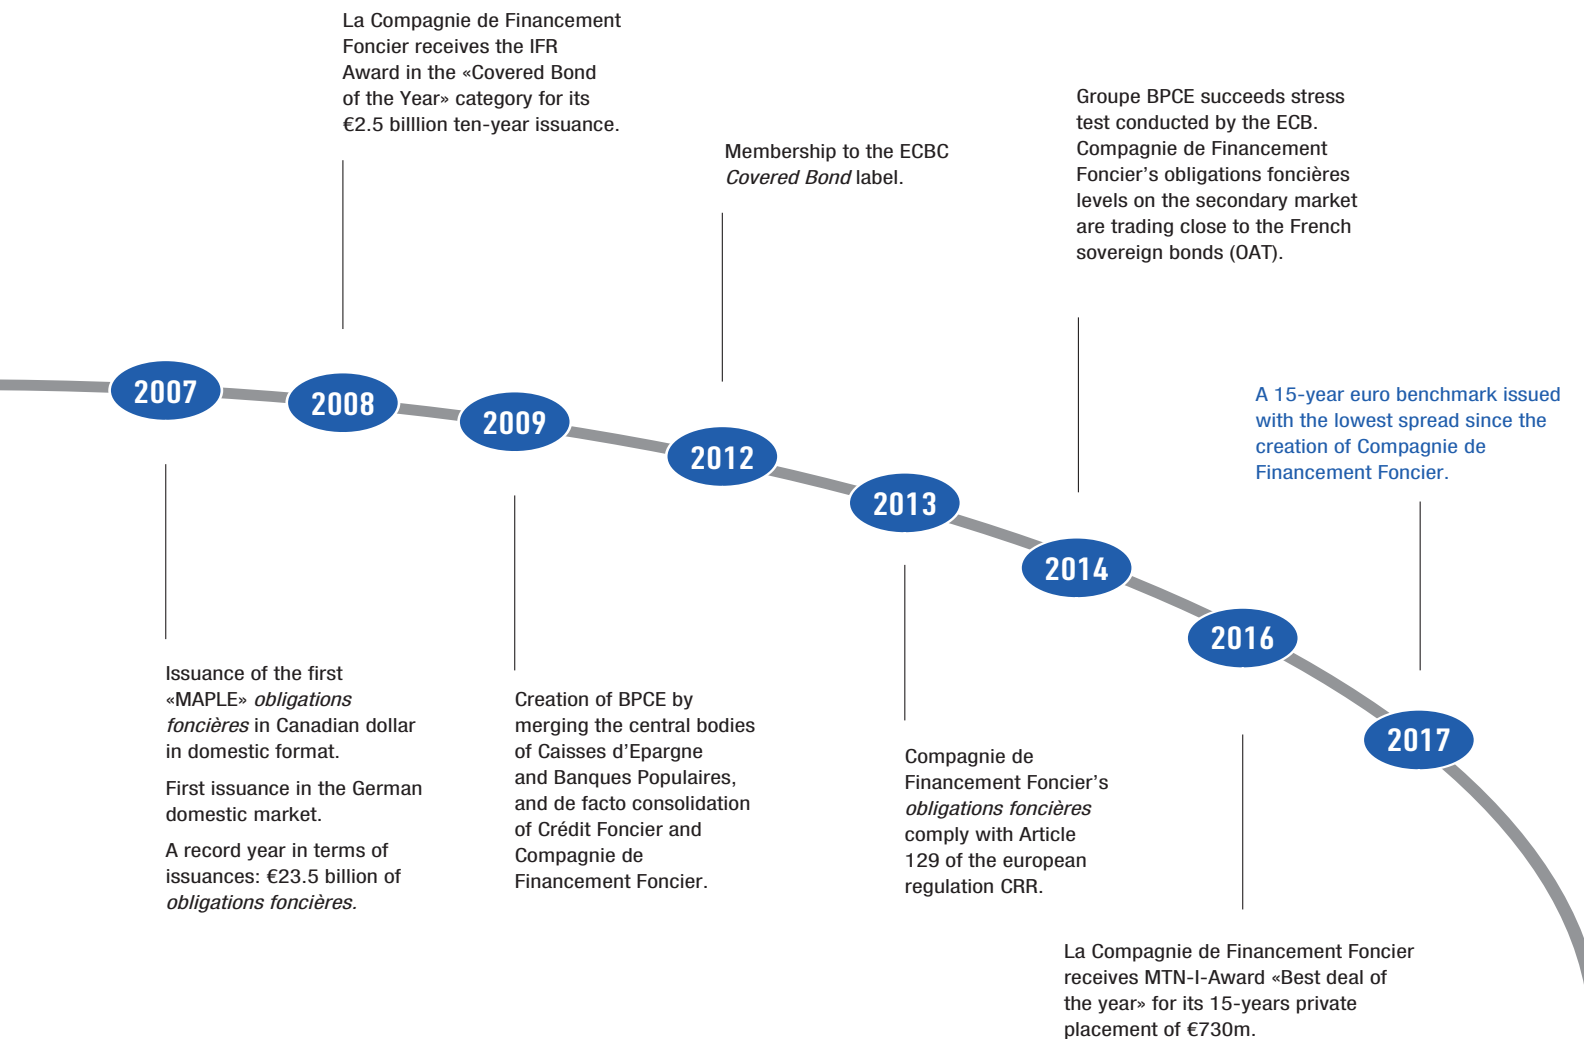 La Compagnie de Financement
Foncier receives the IFR
Award in the «Covered Bond
of the Year» category for its
€2.5 billlion ten-year issuance.
Membership to the ECBC
Covered Bond label.
Groupe BPCE succeeds stress
test conducted by the ECB.
Compagnie de Financement
Foncier’s obligations foncières
levels on the secondary market
are trading close to the French
sovereign bonds (OAT).
A 15-year euro benchmark issued
with the lowest spread since the
creation of Compagnie de
Financement Foncier.
2007
2008
2009
2012
2013
2014
2016
2017
Issuance of the first
«MAPLE» obligations
foncières in Canadian dollar
in domestic format.
First issuance in the German
domestic market.
A record year in terms of
issuances: €23.5 billion of
obligations foncières.
Creation of BPCE by
merging the central bodies
of Caisses d’Epargne
and Banques Populaires,
and de facto consolidation
of Crédit Foncier and
Compagnie de
Financement Foncier.
Compagnie de
Financement Foncier’s
obligations foncières
comply with Article
129 of the european
regulation CRR.
La Compagnie de Financement Foncier
receives MTN-I-Award «Best deal of
the year» for its 15-years private
placement of €730m.